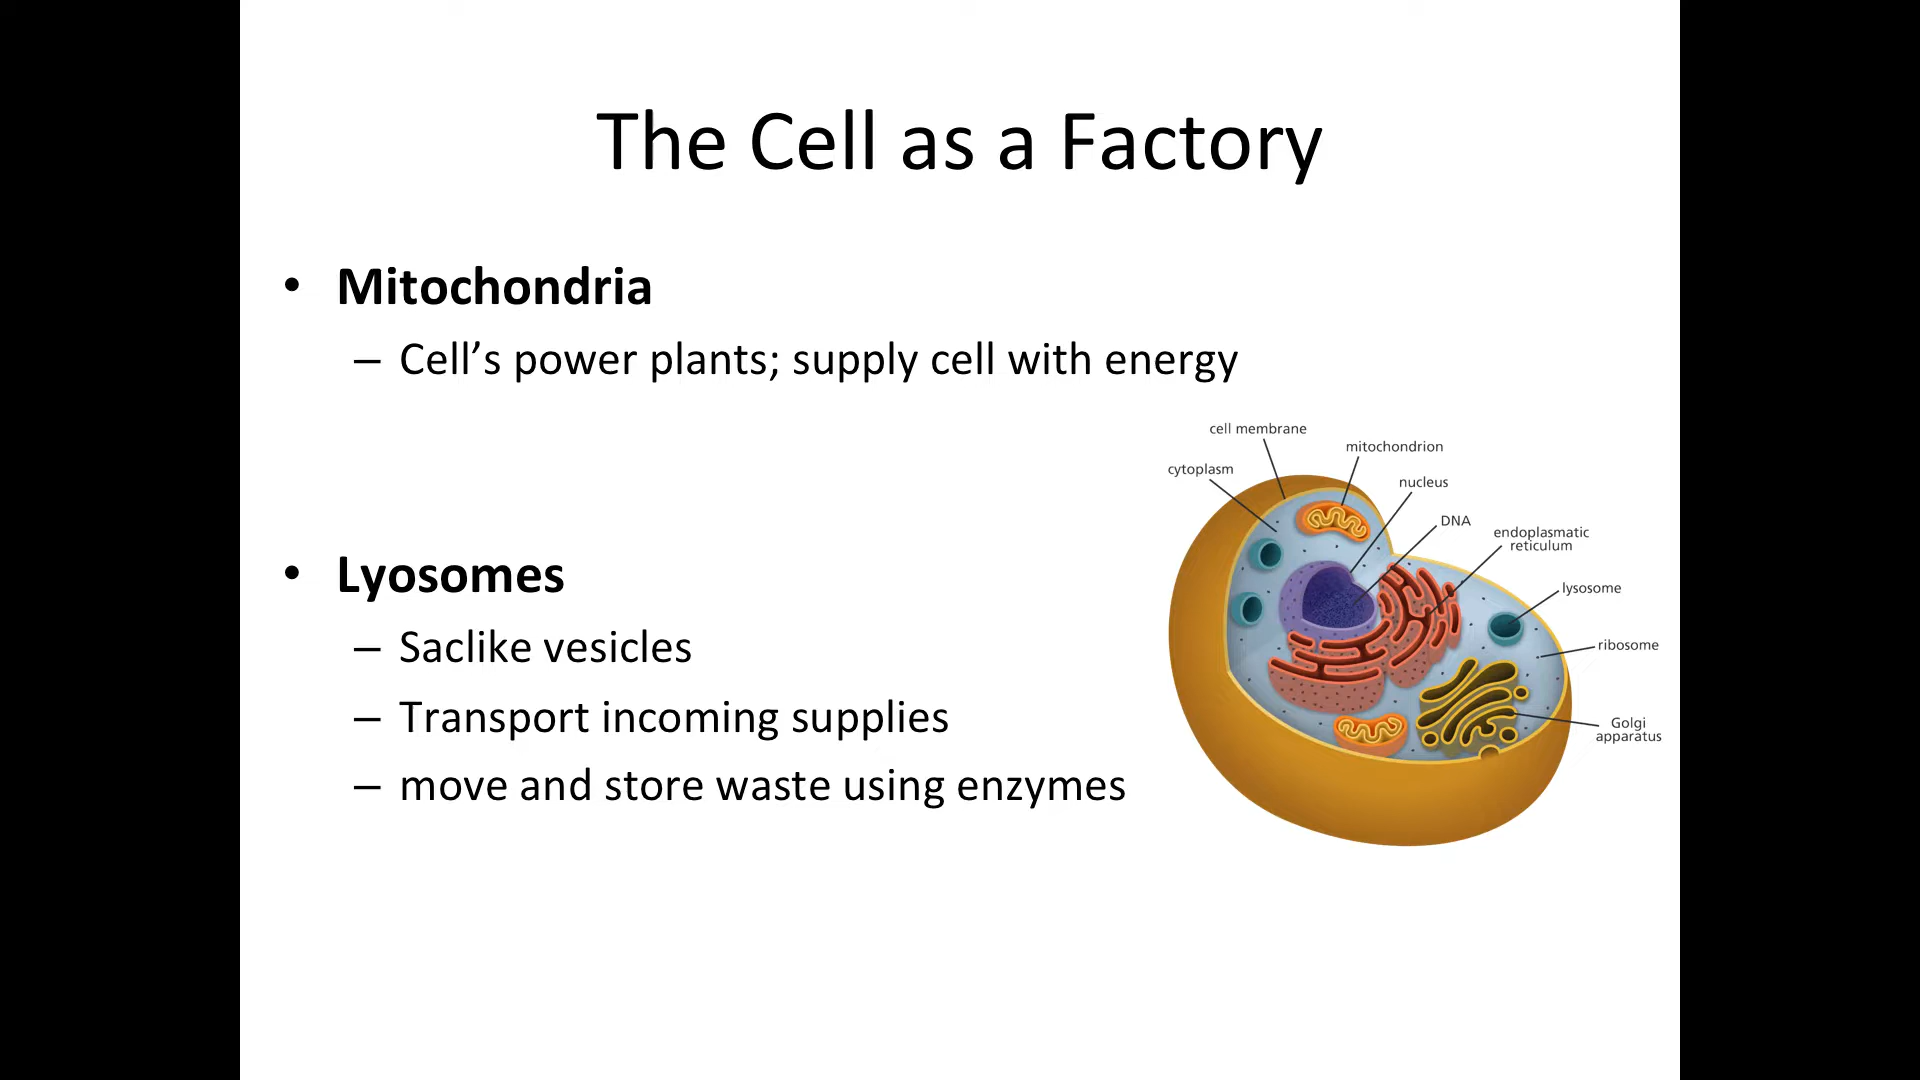 The Cell as a Factory
• Mitochondria
– Cell’s power plants; supply cell with energy
cell membrane
mitochondrion
cytoplasm
nucleus
DNA
endoplasmatic
reticulum
• Lyosomes
lysosome
– Saclike vesicles
ribosome
– Transport incoming supplies
Golgi
apparatus
– move and store waste using enzymes